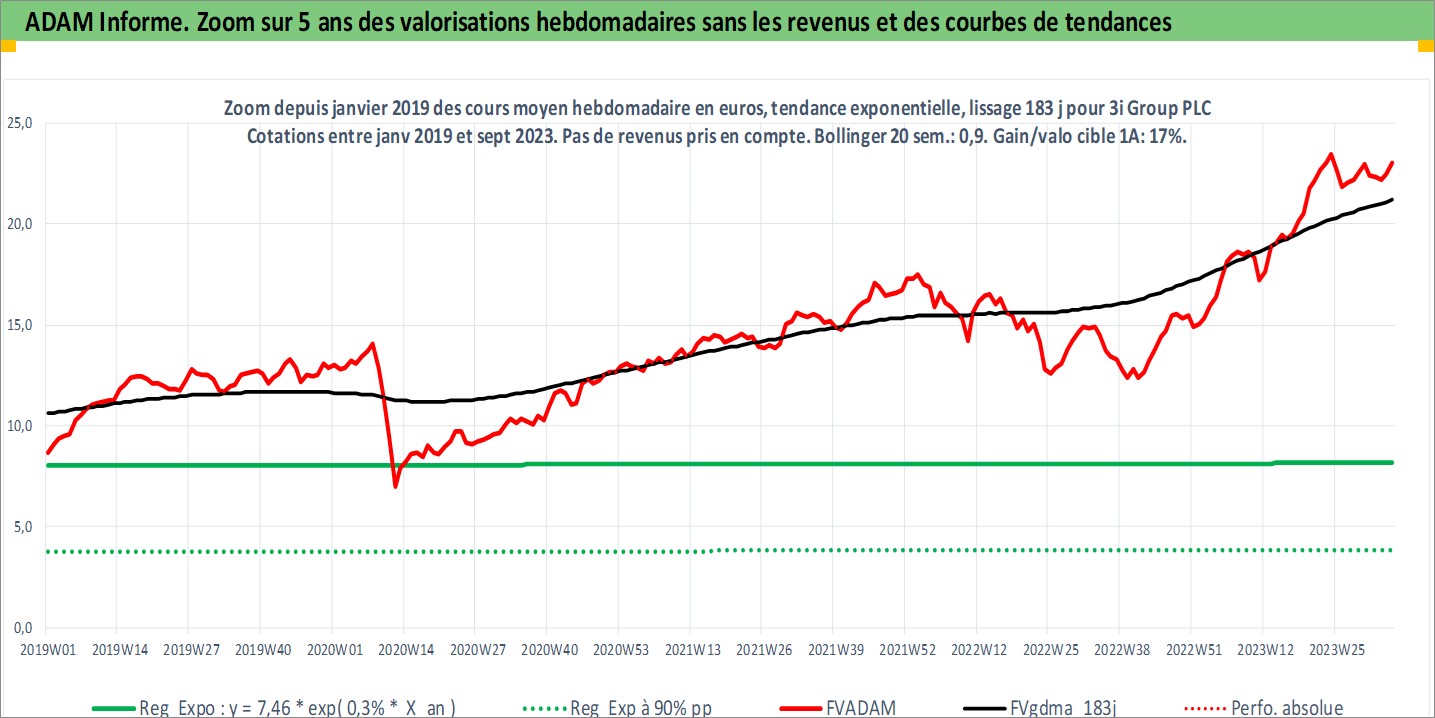 ADAM Informe. Zoom sur 5 ans des valorisations hebdomadaires sans les revenus et des courbes de tendances
Zoom depuis janvier 2019 des cours moyen hebdomadaire en euros, tendance exponentielle, lissage 183 j pour 3i Group PLC
Cotations entre janv 2019 et sept 2023. Pas de revenus pris en compte. Bollinger 20 sem.: 0,9. Gain/valo cible 1A: 17%.
25,0
20,0
15,0
10,0
5,0
0,0
2019W01 2019W14 2019W27 2019W40 2020W01 2020W14 2020W27 2020W40 2020W53 2021W13 2021W26 2021W39 2021W52 2022W12 2022W25 2022W38 2022W51 2023W12 2023W25
Reg Expo : y = 7,46 * exp( 0,3% * X an ) Reg Exp à 90% pp FVADAM FVgdma 183j Perfo. absolue